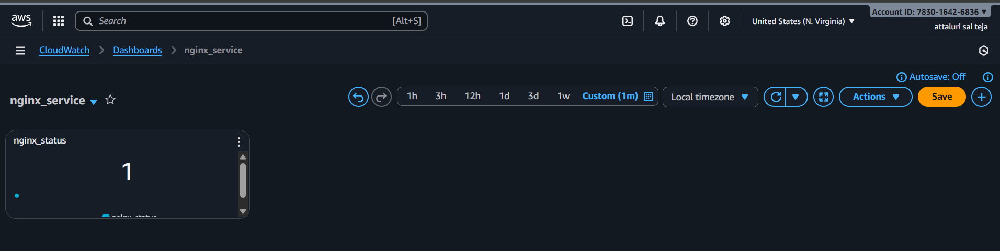 aws
Search [Alt+S]
United States (N. Virginia)
Account ID: 7830-1642-6836
attaluri sai teja
CloudWatch Dashboards nginx_service
Autosave: Off
nginx_service
1h 3h 12h 1d 3d 1w Custom (1m) Local timezone Actions Save
nginx_status
1
nginx_status